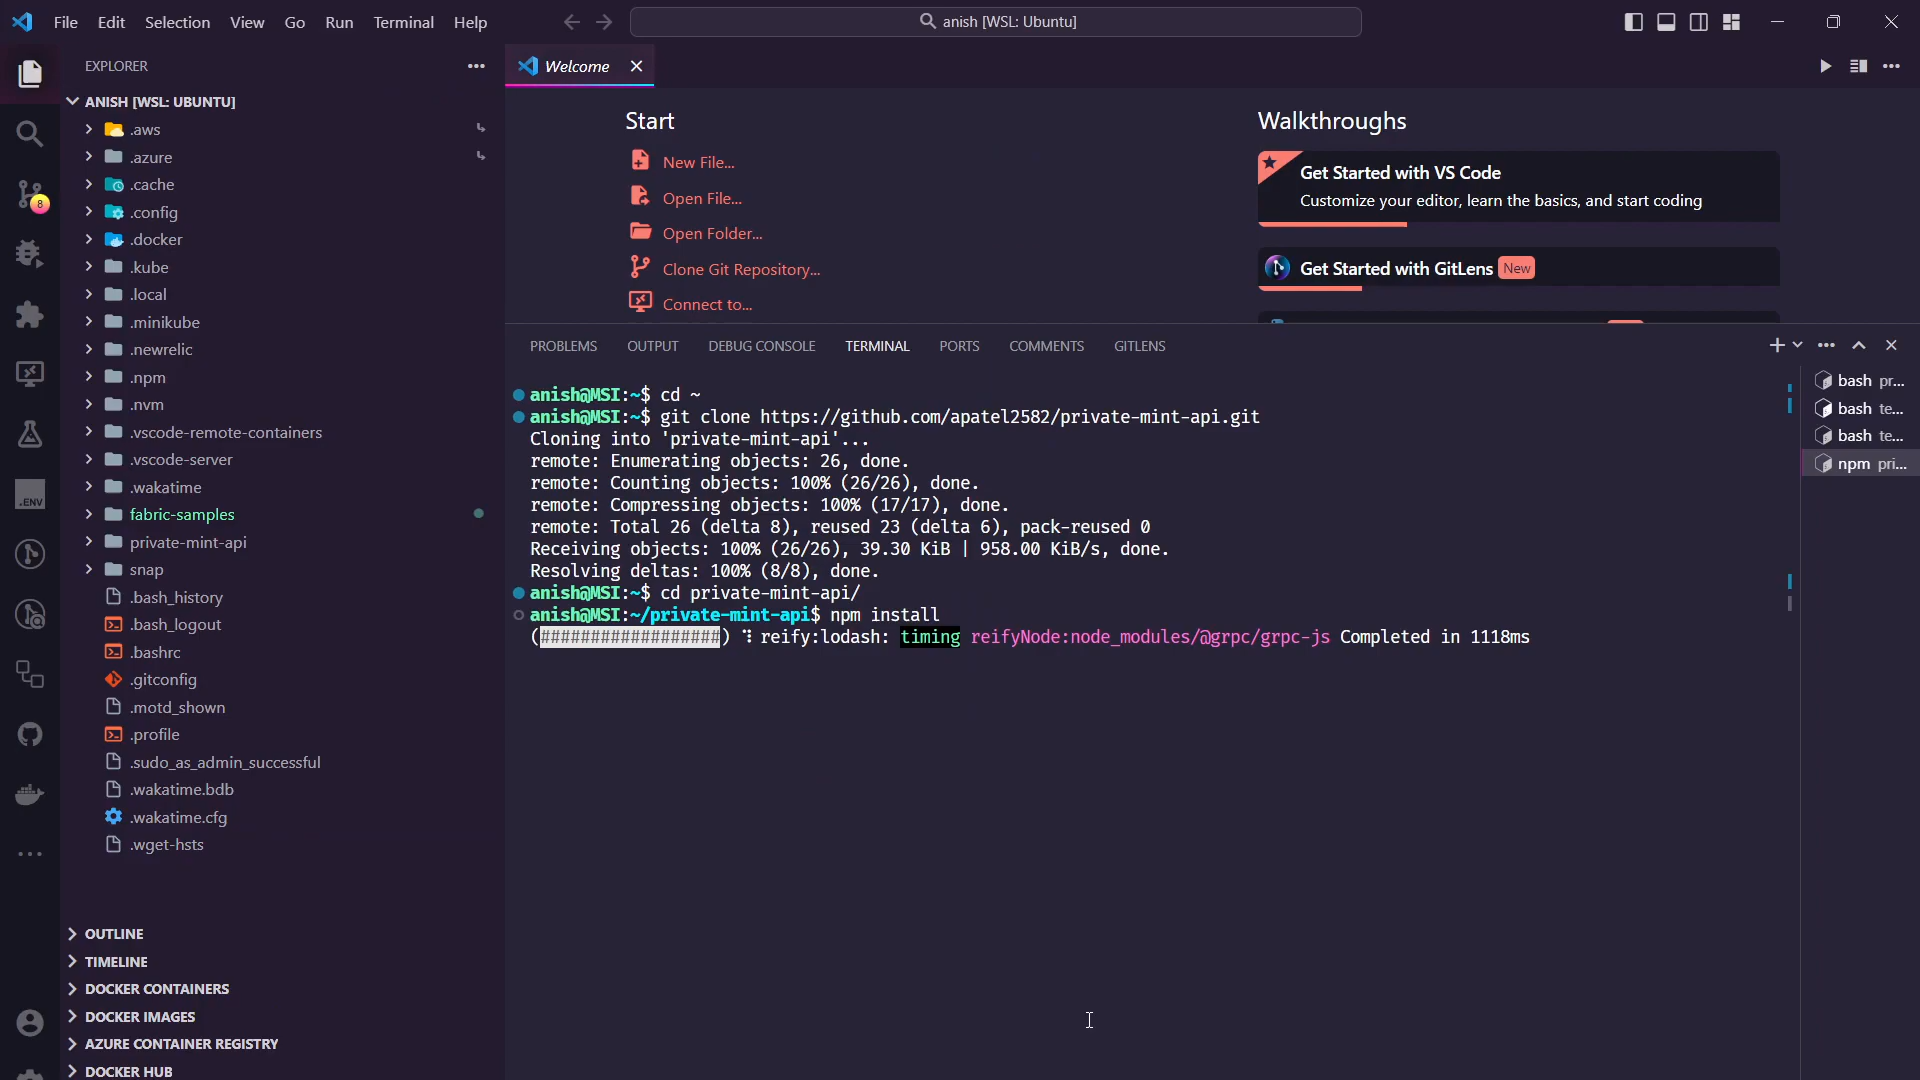 File Edit Selection View Go Run Terminal Help
anish [WSL: Ubuntu]
EXPLORER
ANISH [WSL: UBUNTU]
.aws
.azure
.cache
.config
.docker
.kube
.local
.minikube
.newrelic
.npm
.nvm
.vscode-remote-containers
.vscode-server
.wakatime
fabric-samples
private-mint-api
snap
.bash_history
.bash_logout
.bashrc
.gitconfig
.motd_shown
.profile
.sudo_as_admin_successful
.wakatime.bdb
.wakatime.cfg
.wget-hsts
OUTLINE
TIMELINE
DOCKER CONTAINERS
DOCKER IMAGES
AZURE CONTAINER REGISTRY
DOCKER HUB
8
.ENV
Welcome
Start
New File...
Open File...
Open Folder...
Clone Git Repository...
Connect to...
Walkthroughs
Get Started with VS Code
Customize your editor, learn the basics, and start coding
Get Started with GitLens New
PROBLEMS OUTPUT DEBUG CONSOLE TERMINAL PORTS COMMENTS GITLENS
anish@MSI:~$ cd ~
anish@MSI:~$ git clone https://github.com/apatel2582/private-mint-api.git
Cloning into 'private-mint-api'...
remote: Enumerating objects: 26, done.
remote: Counting objects: 100% (26/26), done.
remote: Compressing objects: 100% (17/17), done.
remote: Total 26 (delta 8), reused 23 (delta 6), pack-reused 0
Receiving objects: 100% (26/26), 39.30 KiB | 958.00 KiB/s, done.
Resolving deltas: 100% (8/8), done.
anish@MSI:~$ cd private-mint-api/
anish@MSI:~/private-mint-api$ npm install
(##################) ⠹ reify:lodash: timing reifyNode:node_modules/@grpc/grpc-js Completed in 1118ms
bash pr...
bash te...
bash te...
npm pri...